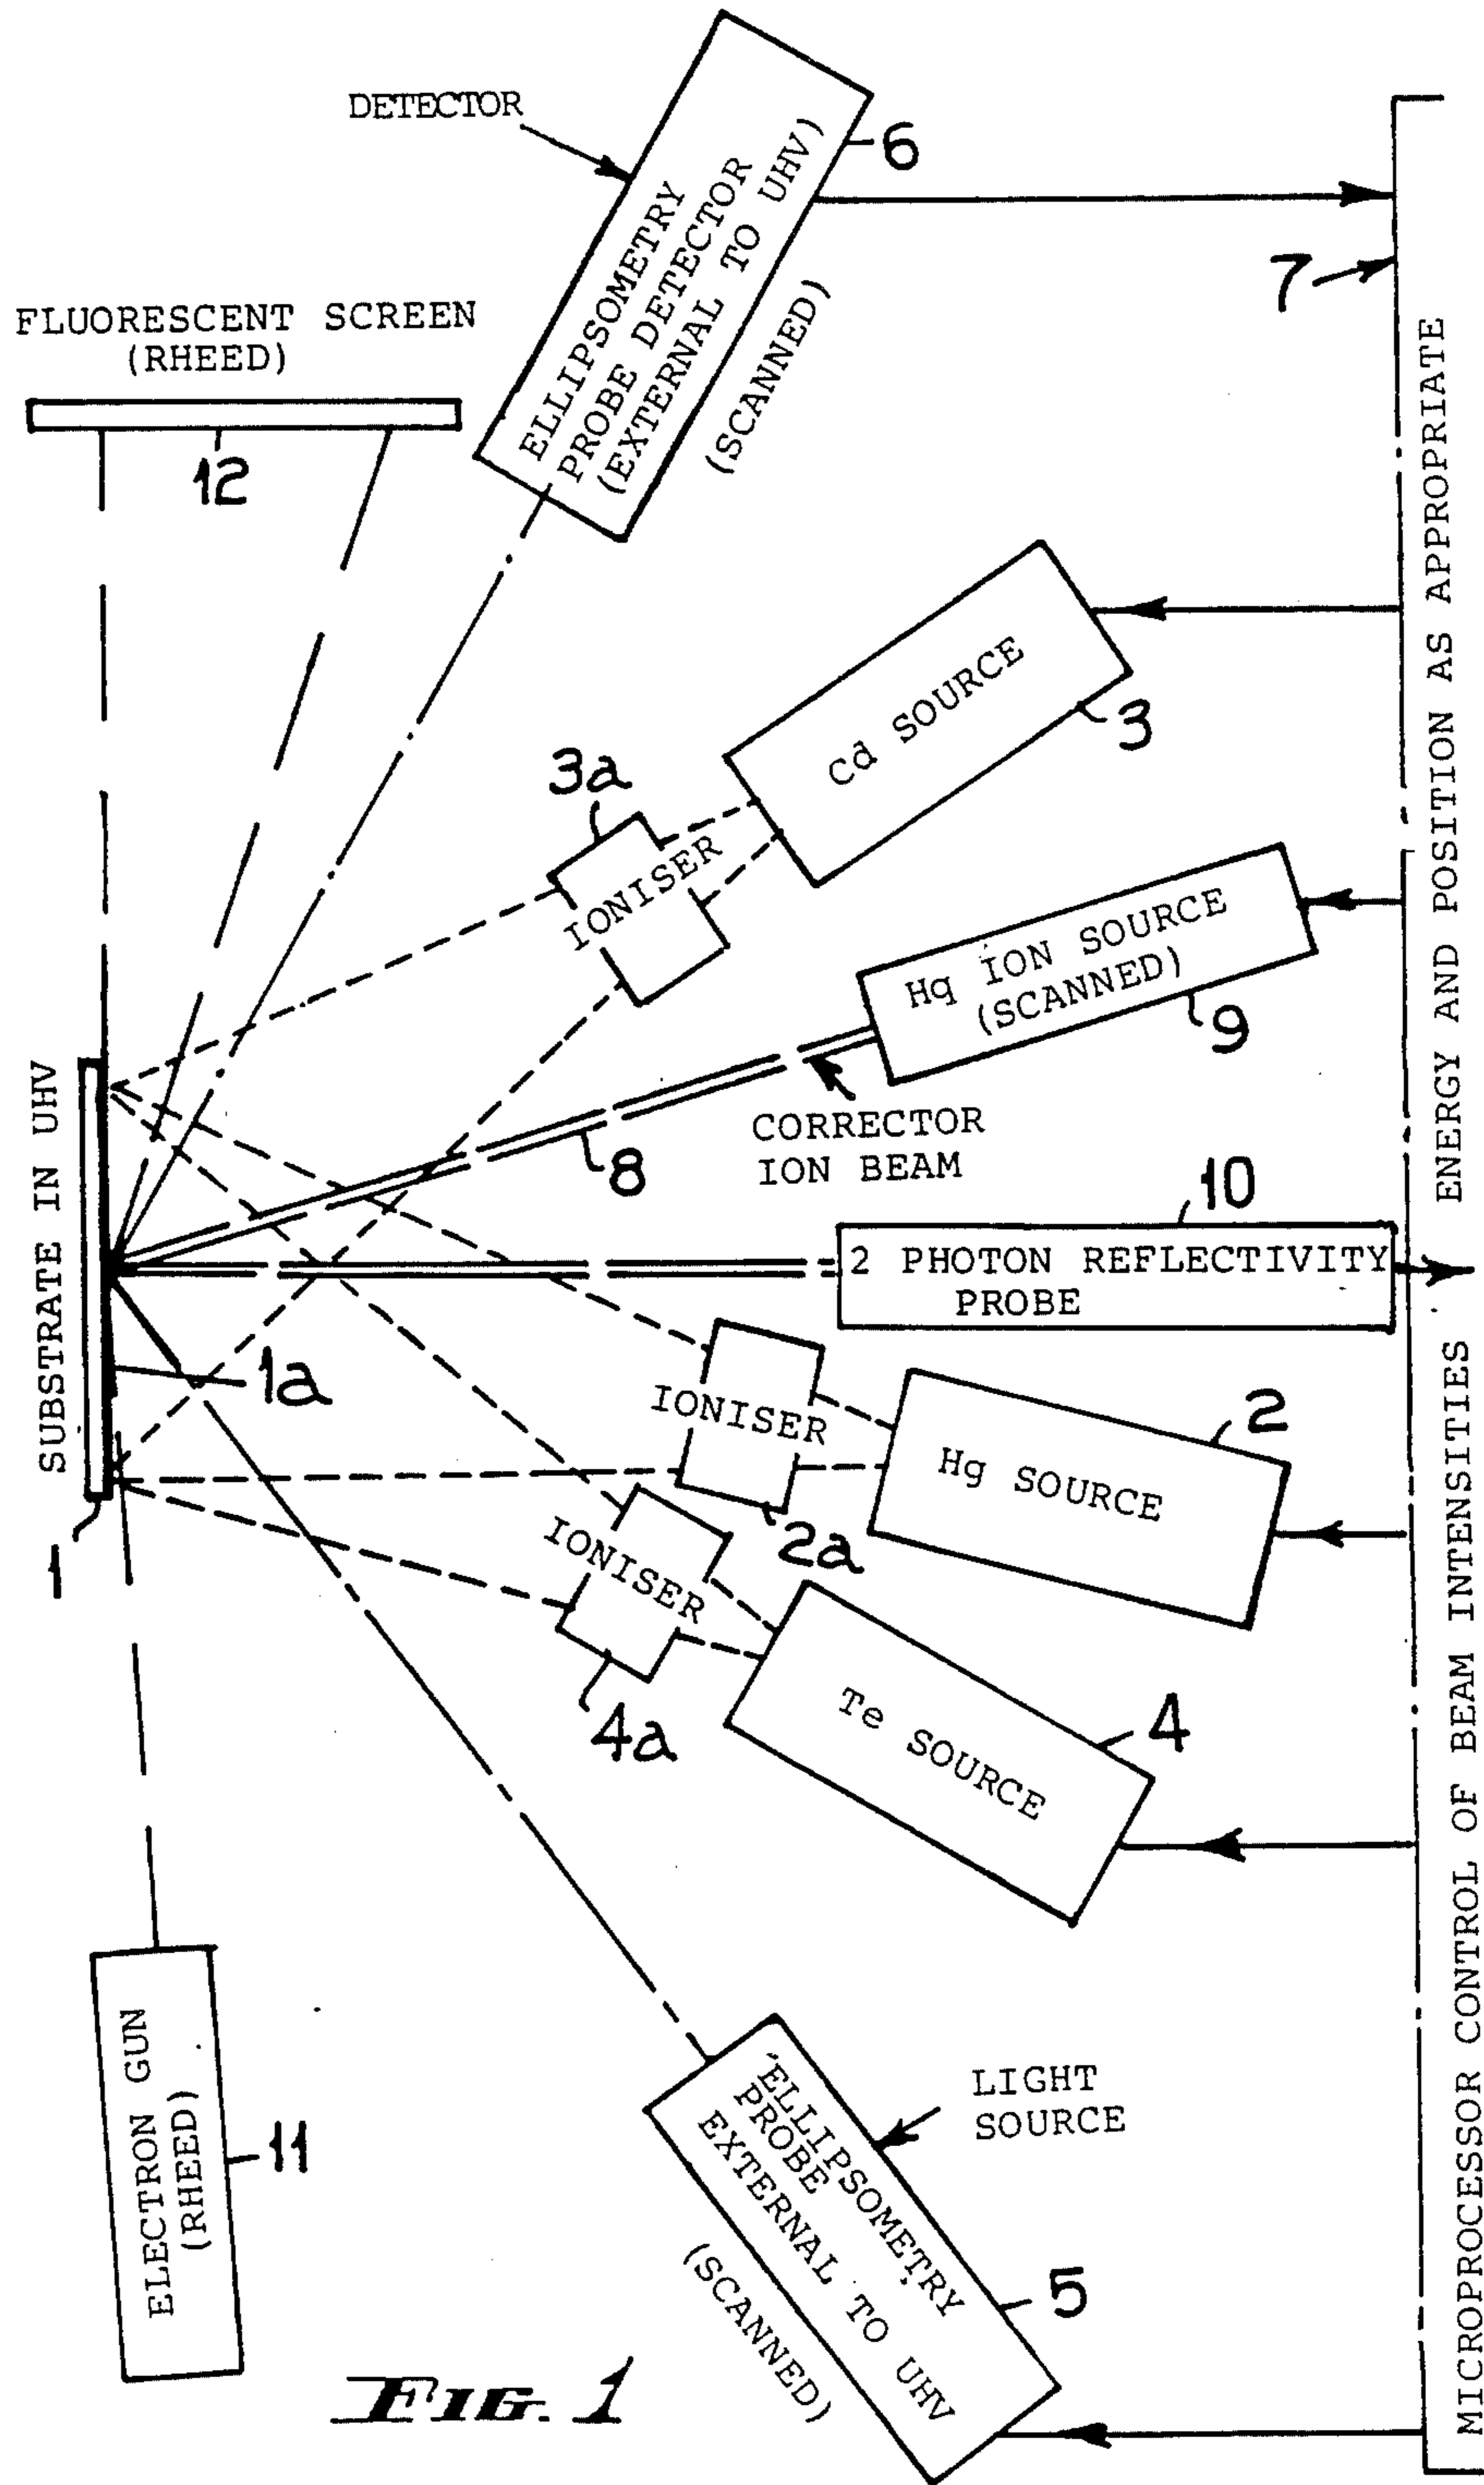 DETECTOR
ELLIPSOMETRY
PROBE DETECTOR
(EXTERNAL TO UHV)
(SCANNED)
6
7
FLUORESCENT SCREEN
(RHEED)
12
Cd SOURCE
3
3a
IONISER
Hg ION SOURCE
(SCANNED)
9
CORRECTOR
ION BEAM
8
SUBSTRATE IN UHV
1
1a
10
2 PHOTON REFLECTIVITY
PROBE
IONISER
2a
Hg SOURCE
2
IONISER
4a
Te SOURCE
4
ELECTRON GUN
(RHEED)
11
LIGHT
SOURCE
ELLIPSOMETRY
PROBE
EXTERNAL TO UHV
(SCANNED)
5
MICROPROCESSOR CONTROL OF BEAM INTENSITIES ENERGY AND POSITION AS APPROPRIATE
FIG. 1